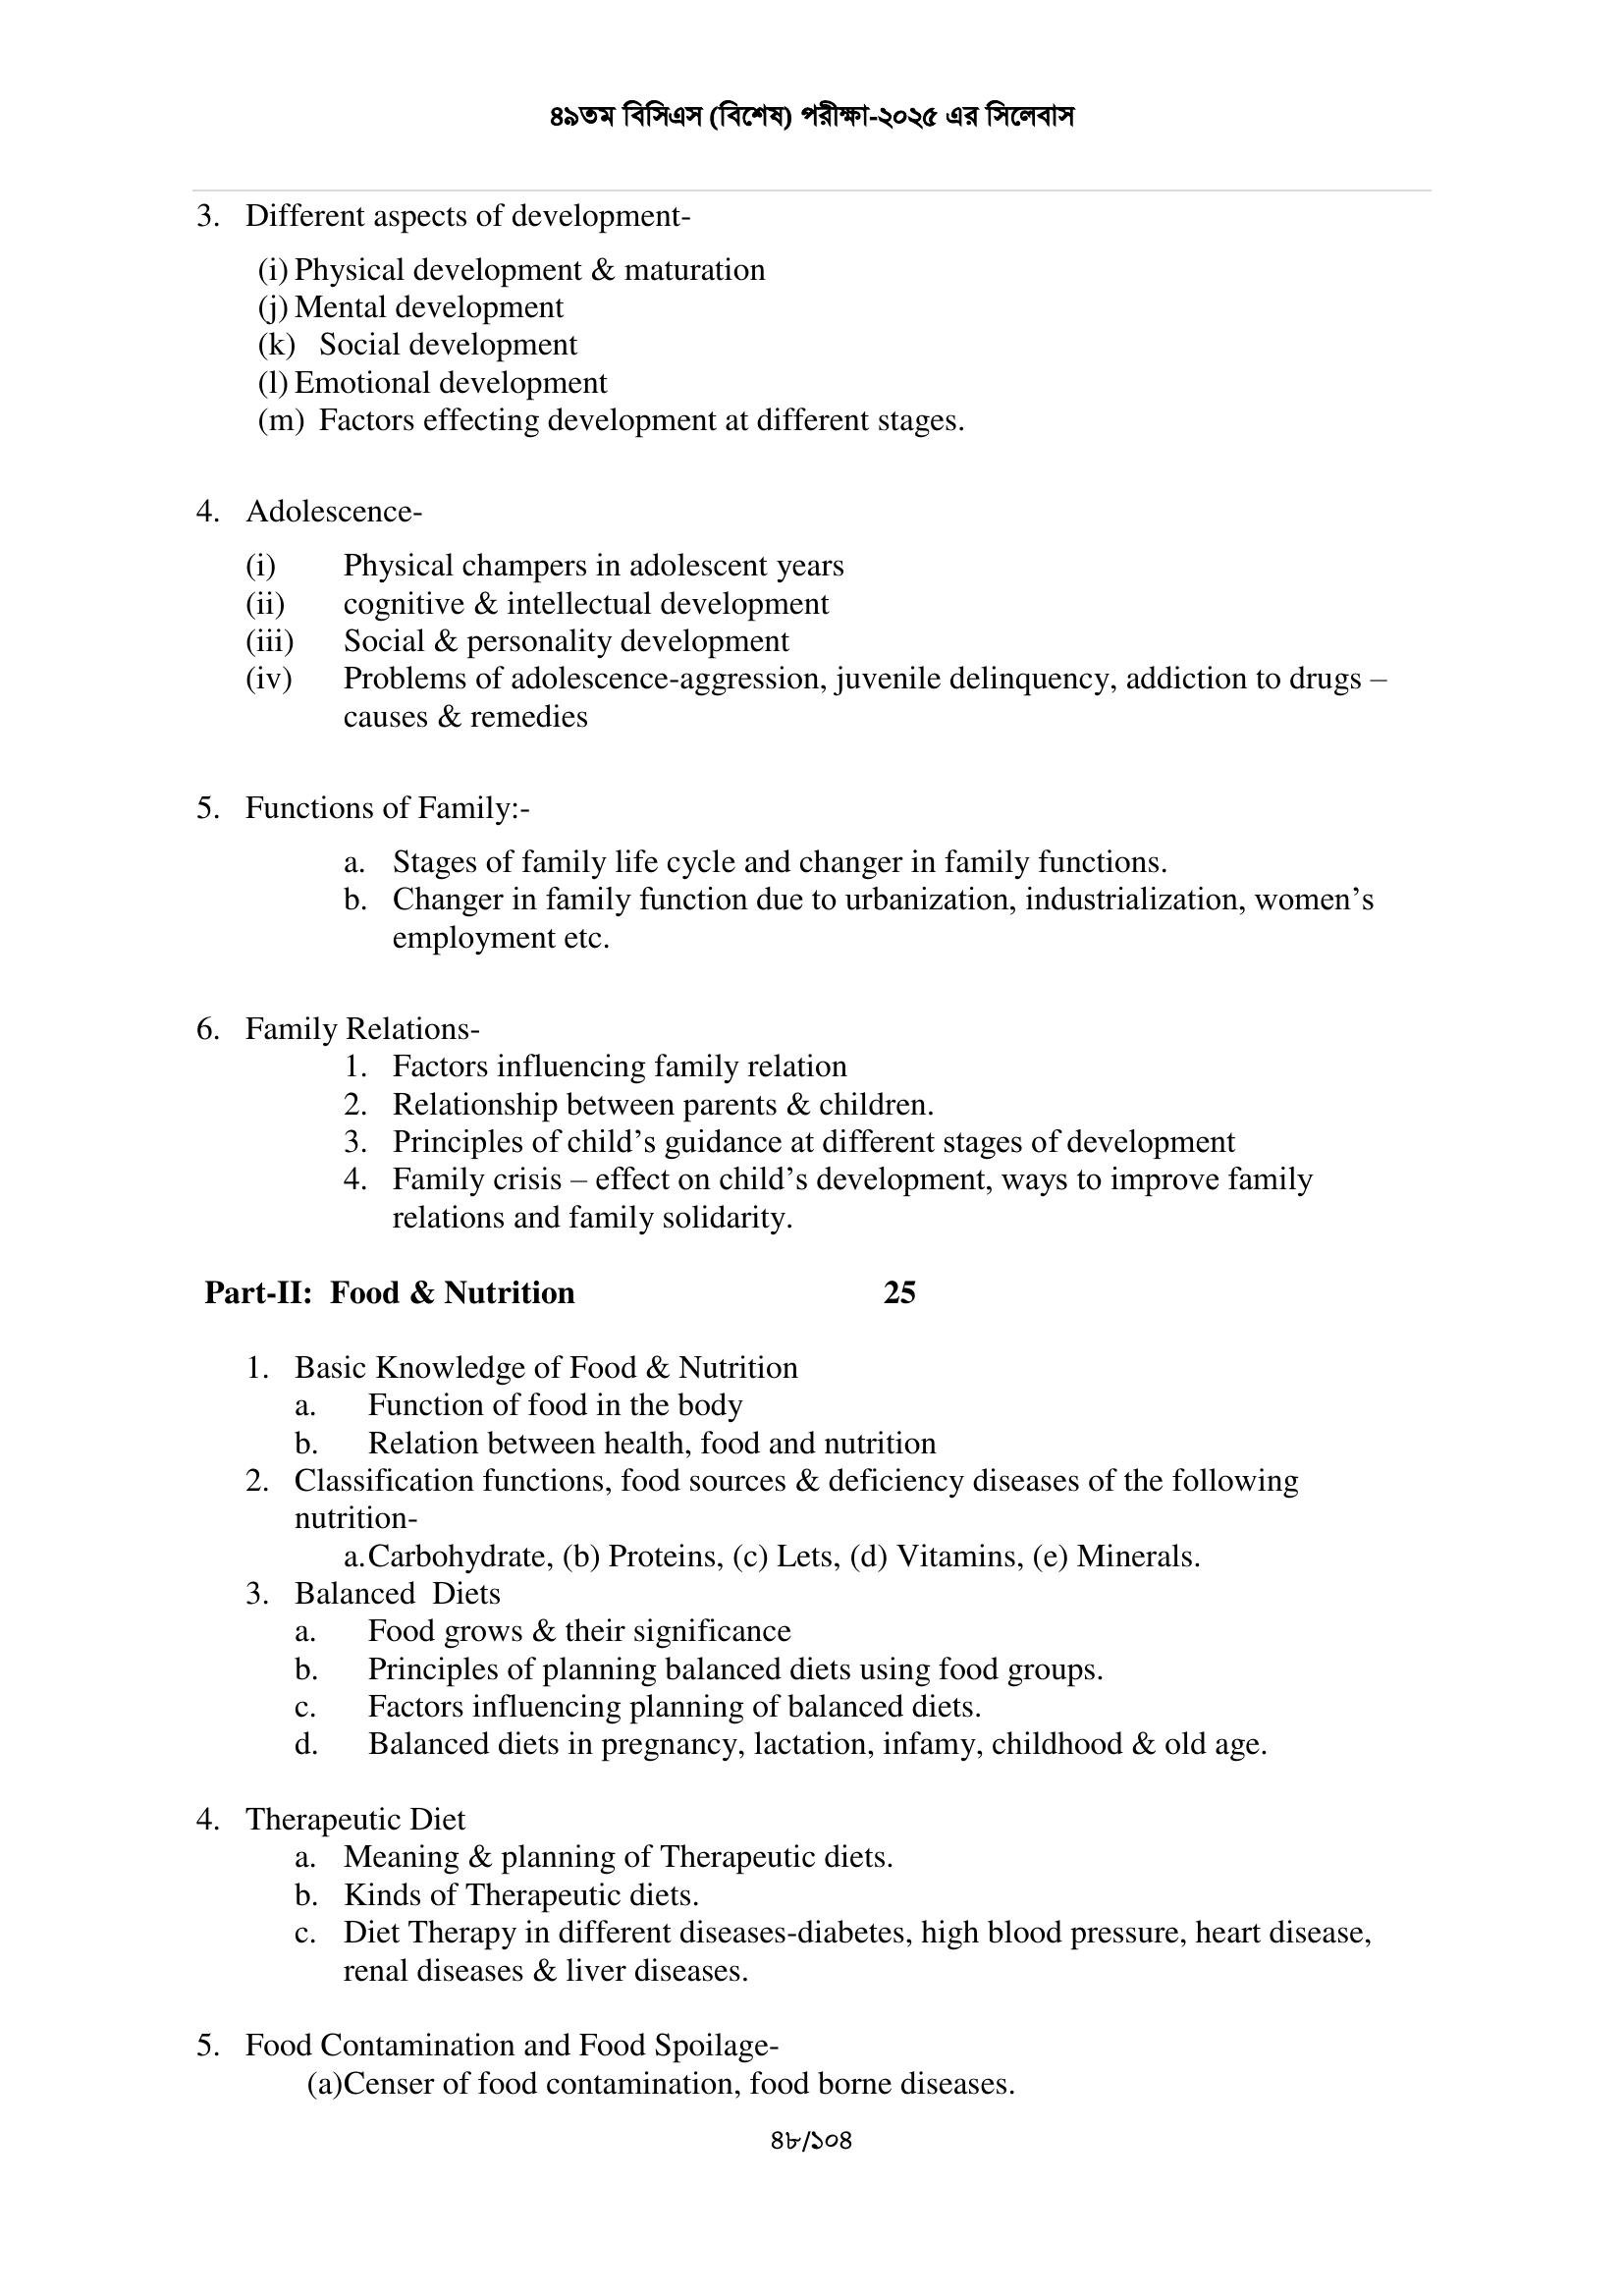 ৪৯তম বিসিএস (বিশেষ) পরীক্ষা-২০২৫ এর সিলেবাস
3. Different aspects of development-
(i) Physical development & maturation
(j) Mental development
(k) Social development
(l) Emotional development
(m) Factors effecting development at different stages.
4. Adolescence-
(i) Physical champers in adolescent years
(ii) cognitive & intellectual development
(iii) Social & personality development
(iv) Problems of adolescence-aggression, juvenile delinquency, addiction to drugs –
causes & remedies
5. Functions of Family:-
a. Stages of family life cycle and changer in family functions.
b. Changer in family function due to urbanization, industrialization, women’s
employment etc.
6. Family Relations-
1. Factors influencing family relation
2. Relationship between parents & children.
3. Principles of child’s guidance at different stages of development
4. Family crisis – effect on child’s development, ways to improve family
relations and family solidarity.
Part-II: Food & Nutrition 25
1. Basic Knowledge of Food & Nutrition
a. Function of food in the body
b. Relation between health, food and nutrition
2. Classification functions, food sources & deficiency diseases of the following
nutrition-
a. Carbohydrate, (b) Proteins, (c) Lets, (d) Vitamins, (e) Minerals.
3. Balanced Diets
a. Food grows & their significance
b. Principles of planning balanced diets using food groups.
c. Factors influencing planning of balanced diets.
d. Balanced diets in pregnancy, lactation, infamy, childhood & old age.
4. Therapeutic Diet
a. Meaning & planning of Therapeutic diets.
b. Kinds of Therapeutic diets.
c. Diet Therapy in different diseases-diabetes, high blood pressure, heart disease,
renal diseases & liver diseases.
5. Food Contamination and Food Spoilage-
(a)Censer of food contamination, food borne diseases.
৪৮/১০৪